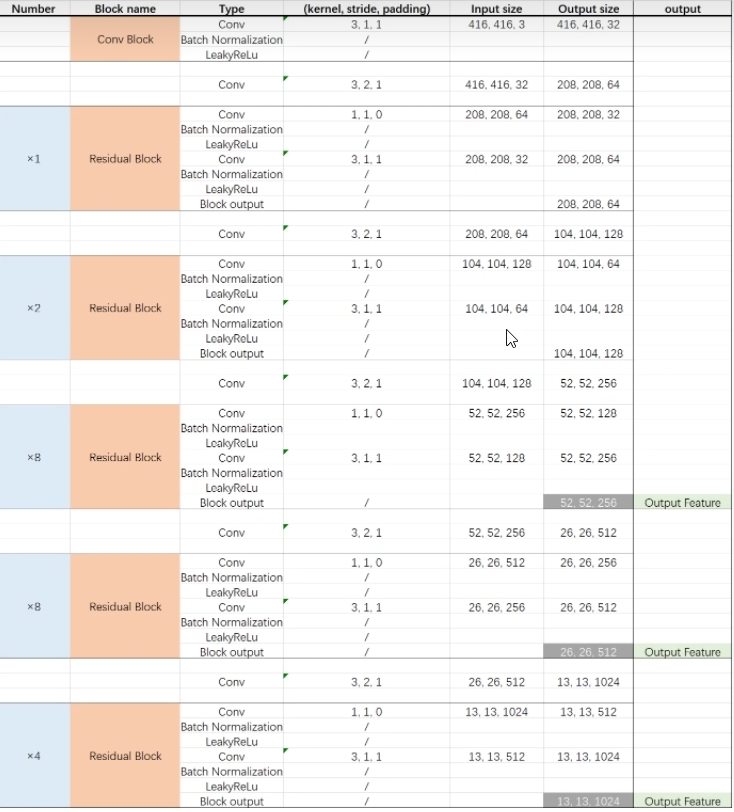 Number Block name Type (kernel, stride, padding) Input size Output size output
Conv 3, 1, 1 416, 416, 3 416, 416, 32
Conv Block Batch Normalization /
LeakyReLu /
Conv 3, 2, 1 416, 416, 32 208, 208, 64
Conv 1, 1, 0 208, 208, 64 208, 208, 32
Batch Normalization /
LeakyReLu /
×1 Residual Block Conv 3, 1, 1 208, 208, 32 208, 208, 64
Batch Normalization /
LeakyReLu /
Block output / 208, 208, 64
Conv 3, 2, 1 208, 208, 64 104, 104, 128
Conv 1, 1, 0 104, 104, 128 104, 104, 64
Batch Normalization /
LeakyReLu /
×2 Residual Block Conv 3, 1, 1 104, 104, 64 104, 104, 128
Batch Normalization /
LeakyReLu /
Block output / 104, 104, 128
Conv 3, 2, 1 104, 104, 128 52, 52, 256
Conv 1, 1, 0 52, 52, 256 52, 52, 128
Batch Normalization
LeakyReLu
×8 Residual Block Conv 3, 1, 1 52, 52, 128 52, 52, 256
Batch Normalization
LeakyReLu
Block output / 52, 52, 256 Output Feature
Conv 3, 2, 1 52, 52, 256 26, 26, 512
Conv 1, 1, 0 26, 26, 512 26, 26, 256
Batch Normalization /
LeakyReLu /
×8 Residual Block Conv 3, 1, 1 26, 26, 256 26, 26, 512
Batch Normalization /
LeakyReLu /
Block output / 26, 26, 512 Output Feature
Conv 3, 2, 1 26, 26, 512 13, 13, 1024
Conv 1, 1, 0 13, 13, 1024 13, 13, 512
Batch Normalization /
LeakyReLu /
×4 Residual Block Conv 3, 1, 1 13, 13, 512 13, 13, 1024
Batch Normalization /
LeakyReLu /
Block output / 13, 13, 1024 Output Feature